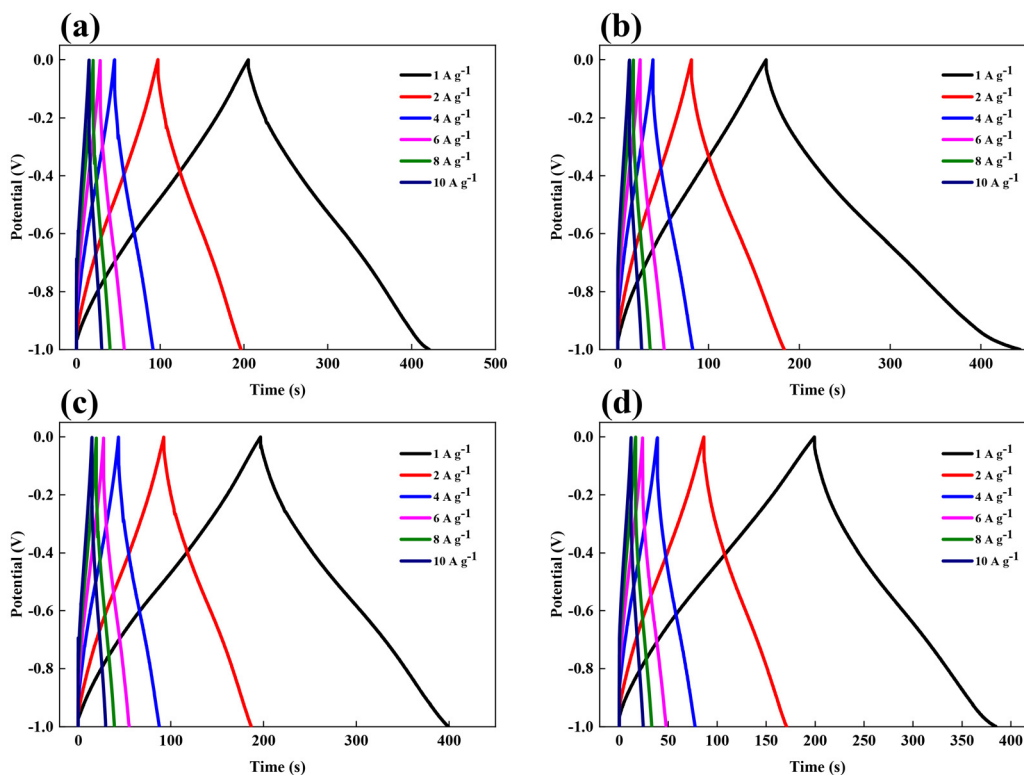 (a)
0.0
-0.2
-0.4
-0.6
-0.8
-1.0
Potential (V)
1 A g⁻¹
2 A g⁻¹
4 A g⁻¹
6 A g⁻¹
8 A g⁻¹
10 A g⁻¹
0 100 200 300 400 500
Time (s)
(b)
0.0
-0.2
-0.4
-0.6
-0.8
-1.0
Potential (V)
1 A g⁻¹
2 A g⁻¹
4 A g⁻¹
6 A g⁻¹
8 A g⁻¹
10 A g⁻¹
0 100 200 300 400
Time (s)
(c)
0.0
-0.2
-0.4
-0.6
-0.8
-1.0
Potential (V)
1 A g⁻¹
2 A g⁻¹
4 A g⁻¹
6 A g⁻¹
8 A g⁻¹
10 A g⁻¹
0 100 200 300 400
Time (s)
(d)
0.0
-0.2
-0.4
-0.6
-0.8
-1.0
Potential (V)
1 A g⁻¹
2 A g⁻¹
4 A g⁻¹
6 A g⁻¹
8 A g⁻¹
10 A g⁻¹
0 50 100 150 200 250 300 350 400
Time (s)